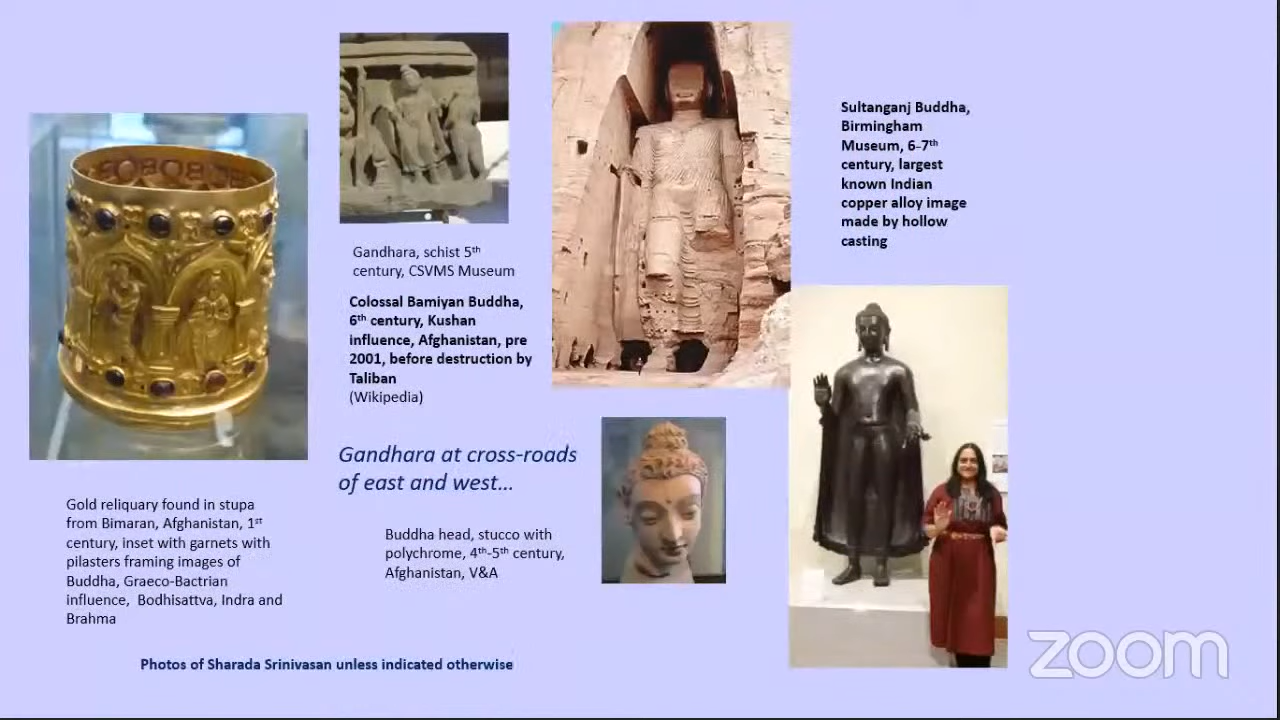 Gandhara, schist 5th
century, CSVMS Museum
Colossal Bamiyan Buddha,
6th century, Kushan
influence, Afghanistan, pre
2001, before destruction by
Taliban
(Wikipedia)
Sultanganj Buddha,
Birmingham
Museum, 6-7th
century, largest
known Indian
copper alloy image
made by hollow
casting
Gandhara at cross-roads
of east and west...
Gold reliquary found in stupa
from Bimaran, Afghanistan, 1st
century, inset with garnets with
pilasters framing images of
Buddha, Graeco-Bactrian
influence,  Bodhisattva, Indra and
Brahma
Buddha head, stucco with
polychrome, 4th-5th century,
Afghanistan, V&A
Photos of Sharada Srinivasan unless indicated otherwise
zoom